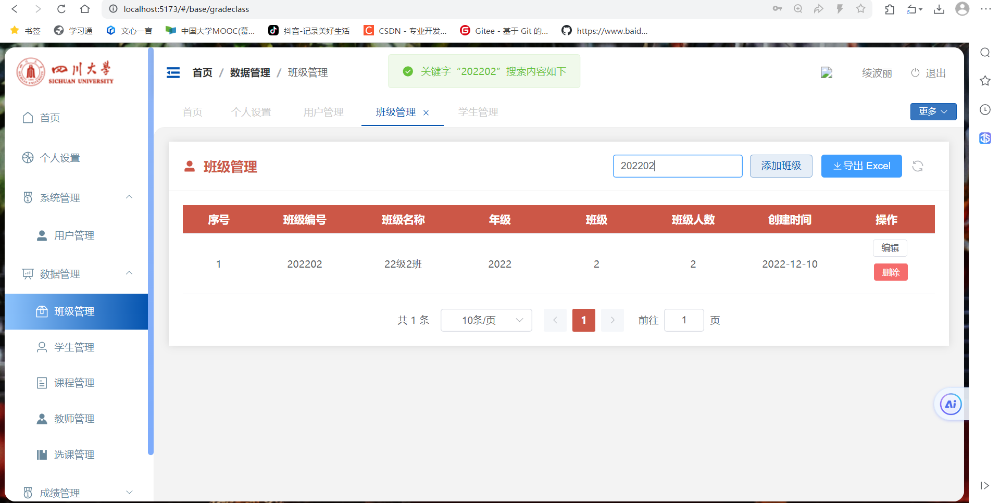 localhost:5173/#/base/gradeclass
5
书签
学习通
文心一言
中国大学MOOC(慕...
抖音-记录美好生活
CSDN - 专业开发...
Gitee - 基于 Git 的...
https://www.baid...
四川大学
SICHUAN UNIVERSITY
首页 / 数据管理 / 班级管理
关键字“202202”搜索内容如下
绫波丽
退出
首页
个人设置
用户管理
班级管理
学生管理
更多
首页
个人设置
系统管理
用户管理
数据管理
班级管理
学生管理
课程管理
教师管理
选课管理
成绩管理
班级管理
202202
添加班级
导出 Excel
序号 班级编号 班级名称 年级 班级 班级人数 创建时间 操作
1 202202 22级2班 2022 2 2 2022-12-10 编辑
删除
共 1 条
10条/页
1
前往 1 页
Ai